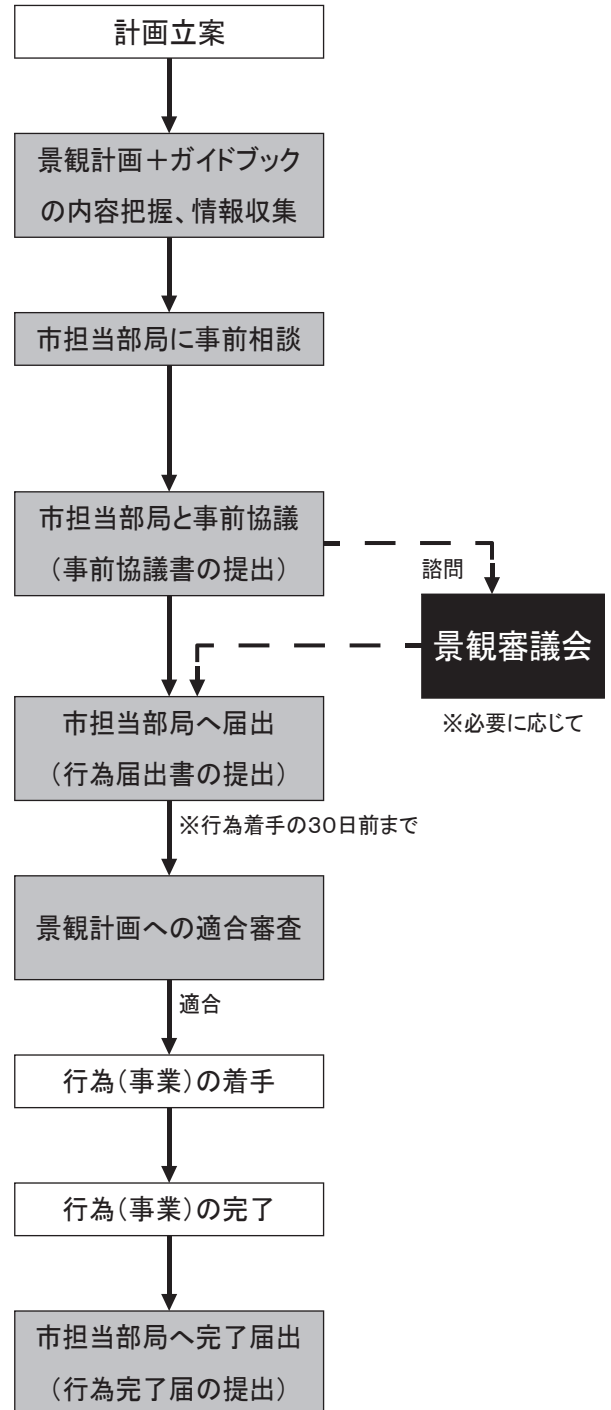 計画立案
景観計画＋ガイドブック
の内容把握、情報収集
市担当部局に事前相談
市担当部局と事前協議
（事前協議書の提出）
諮問
景観審議会
※必要に応じて
市担当部局へ届出
（行為届出書の提出）
※行為着手の30日前まで
景観計画への適合審査
適合
行為（事業）の着手
行為（事業）の完了
市担当部局へ完了届出
（行為完了届の提出）